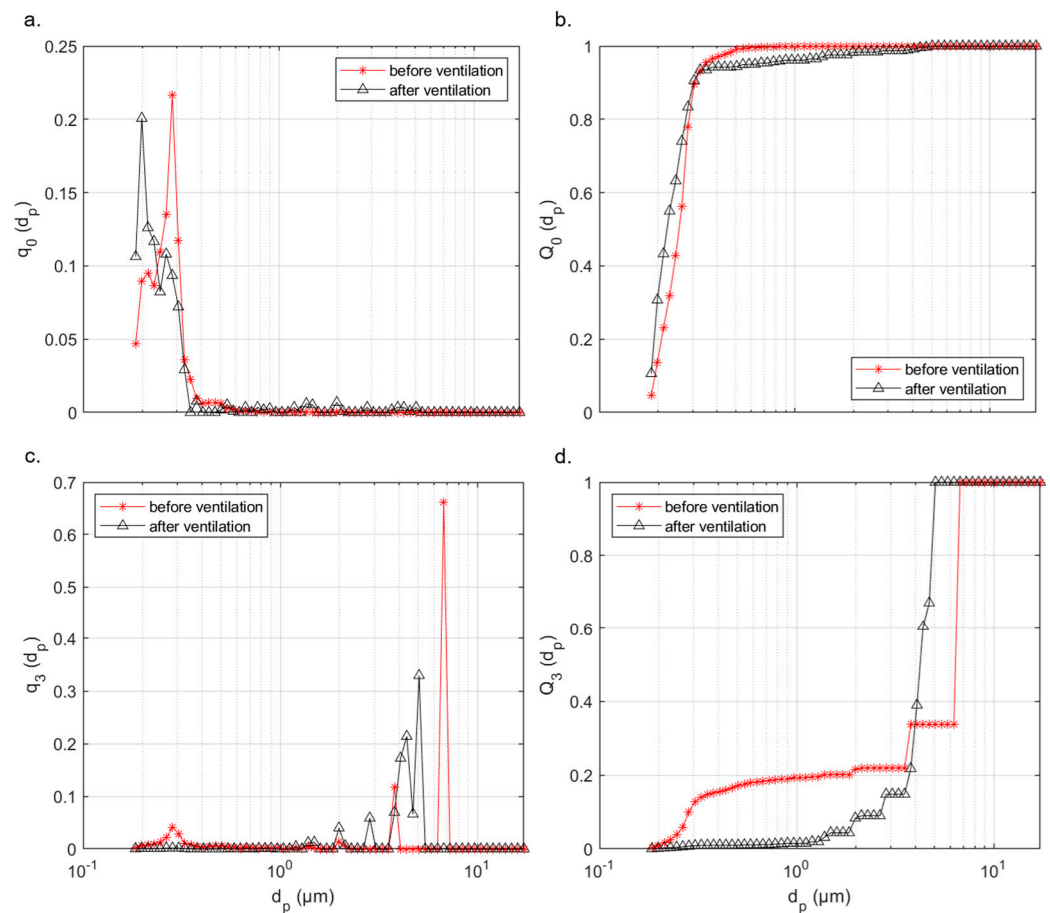 a.
0.25
0.2
0.15
0.1
0.05
0
q0 (dp)
before ventilation
after ventilation
b.
1
0.8
0.6
0.4
0.2
0
Q0 (dp)
before ventilation
after ventilation
c.
0.7
0.6
0.5
0.4
0.3
0.2
0.1
0
q3 (dp)
before ventilation
after ventilation
10-1
100
101
dp (µm)
d.
1
0.8
0.6
0.4
0.2
0
Q3 (dp)
before ventilation
after ventilation
10-1
100
101
dp (µm)